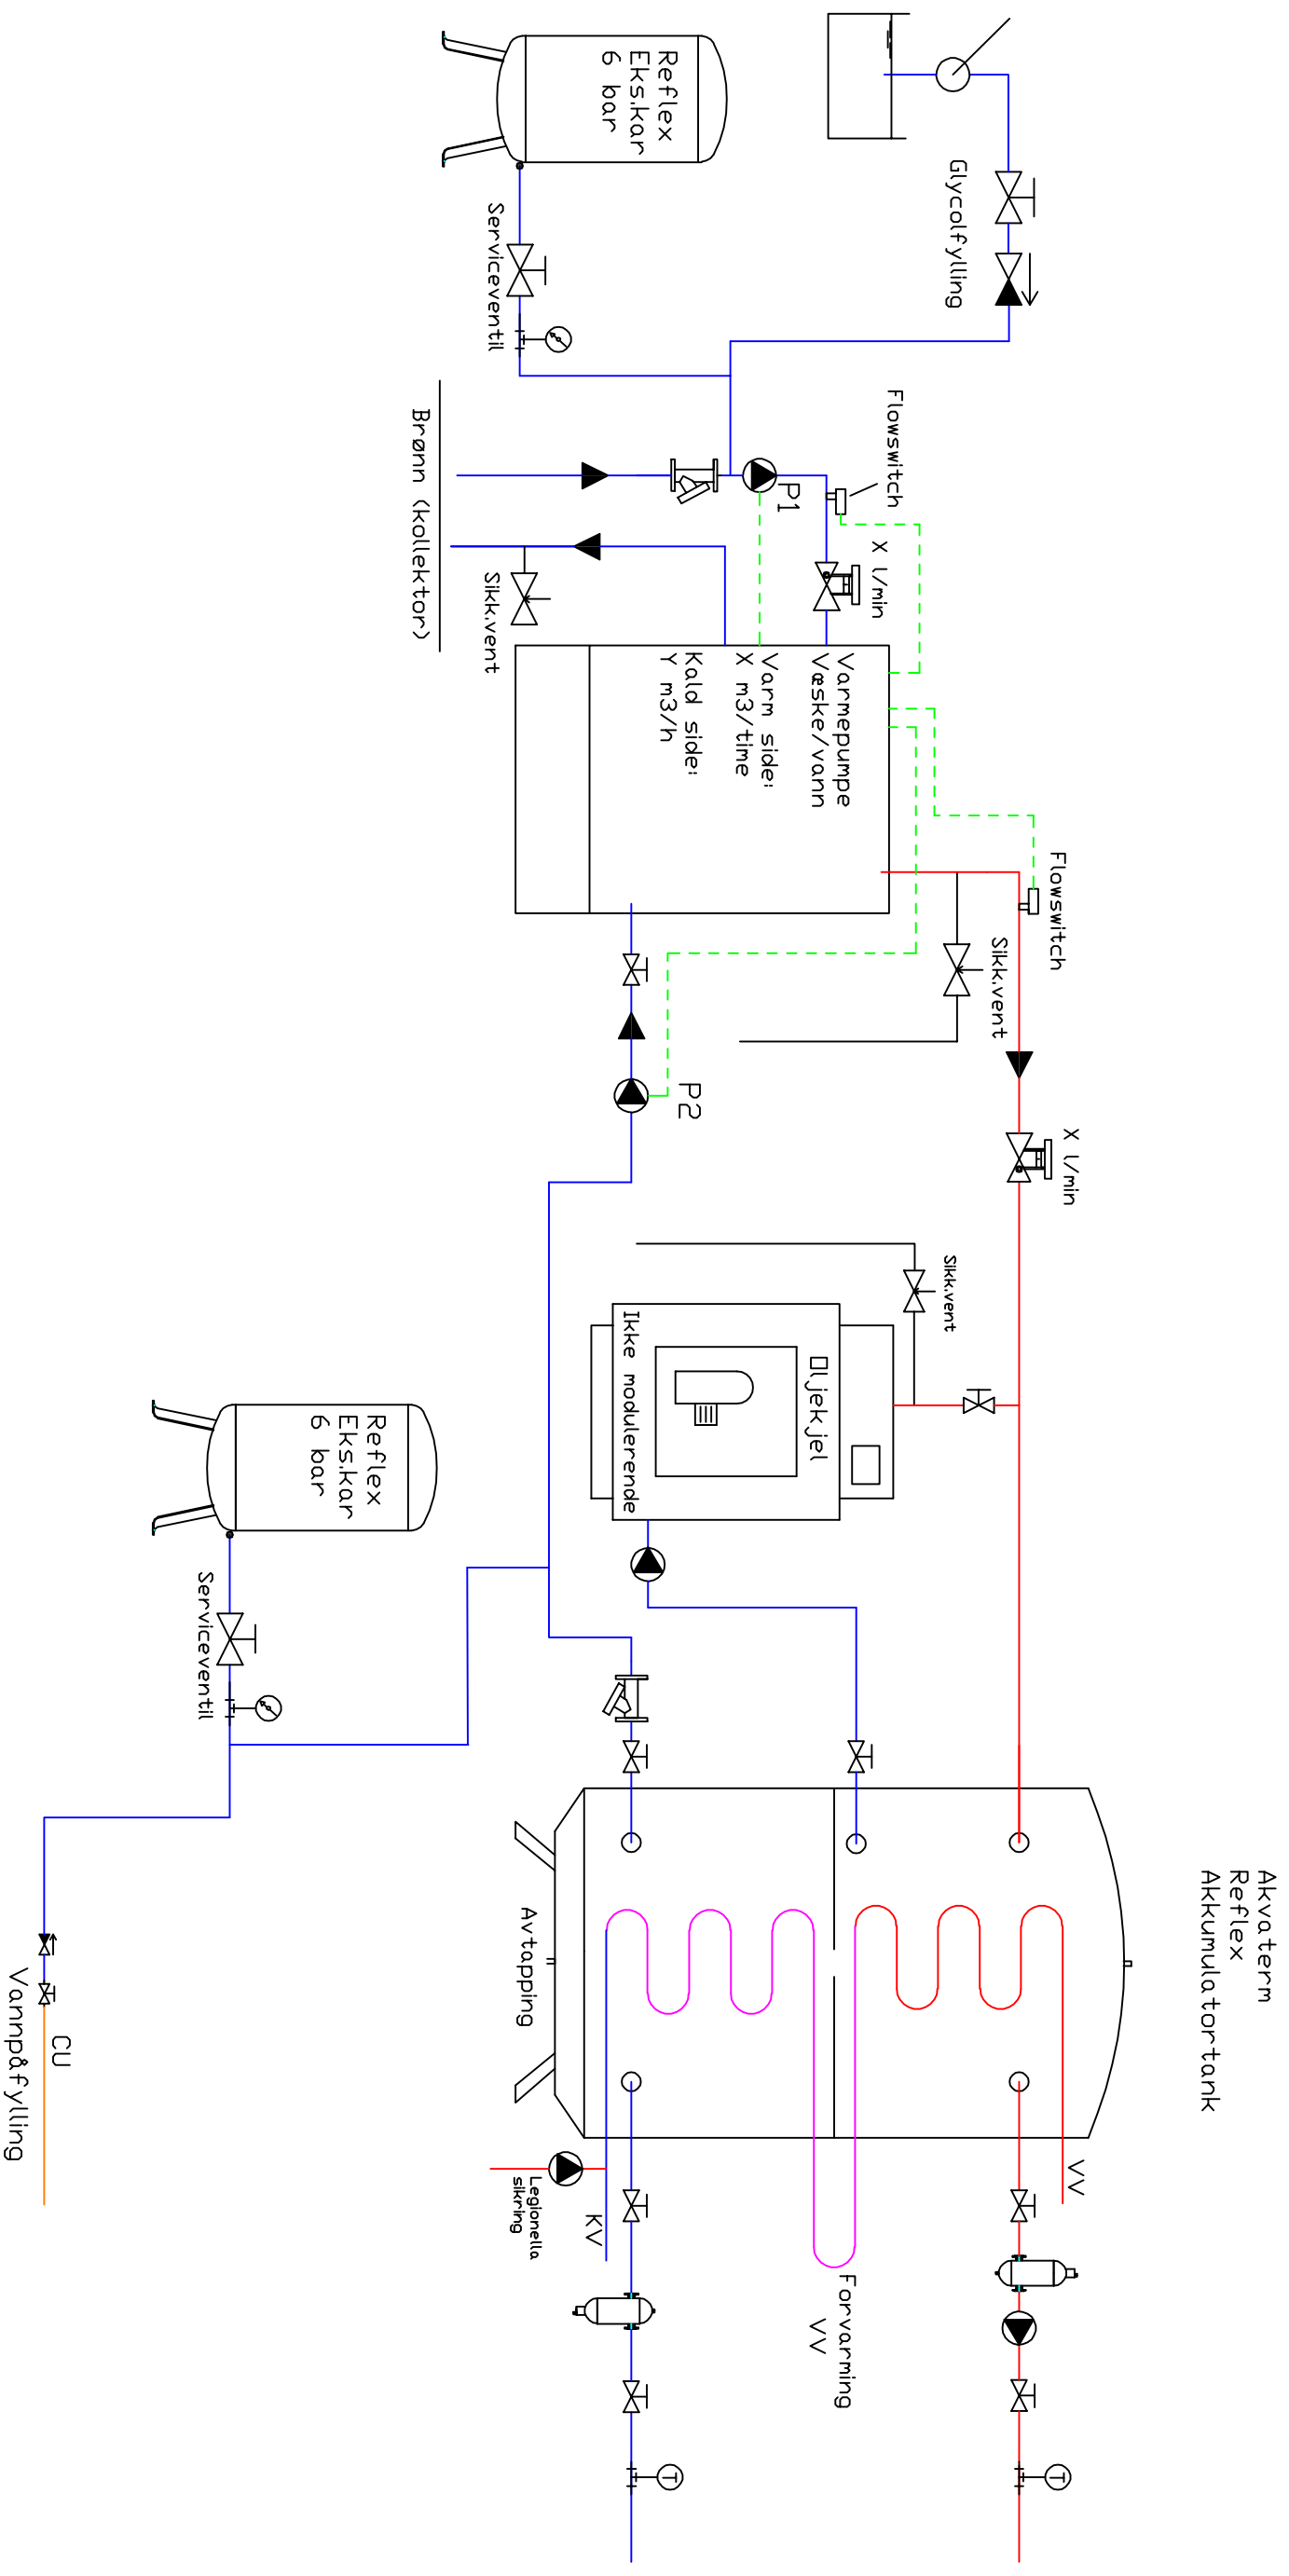 Glycolfylling
Reflex
Eks.kar
6 bar
Serviceventil
Flowswitch
P1
X l/min
Brønn (kollektor)
Sikk.vent
Varmepumpe
Væske/vann
Varm side:
X m3/time
Kald side:
Y m3/h
Flowswitch
Sikk.vent
P2
X l/min
Sikk.vent
□ljekjel
Ikke modulerende
Reflex
Eks.kar
6 bar
Serviceventil
Akvaterm
Reflex
Akkumulatortank
Avtapping
CU
Vannpåfylling
VV
KV
Legionella
sikring
Forvarming
VV
T
T